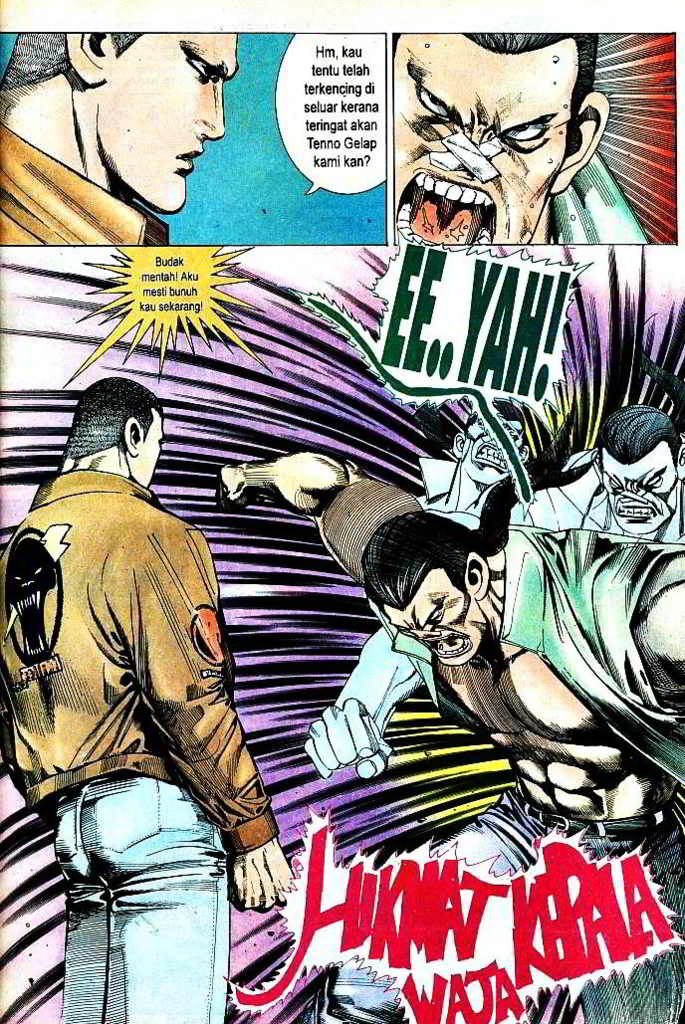 Hm, kau
tentu telah
terkencing di
seluar kerana
teringat akan
Tenno Gelap
kami kan?
Budak
mentah! Aku
mesti bunuh
kau sekarang!
EE..YAH!
HUKMAT KEPALA
WAJA